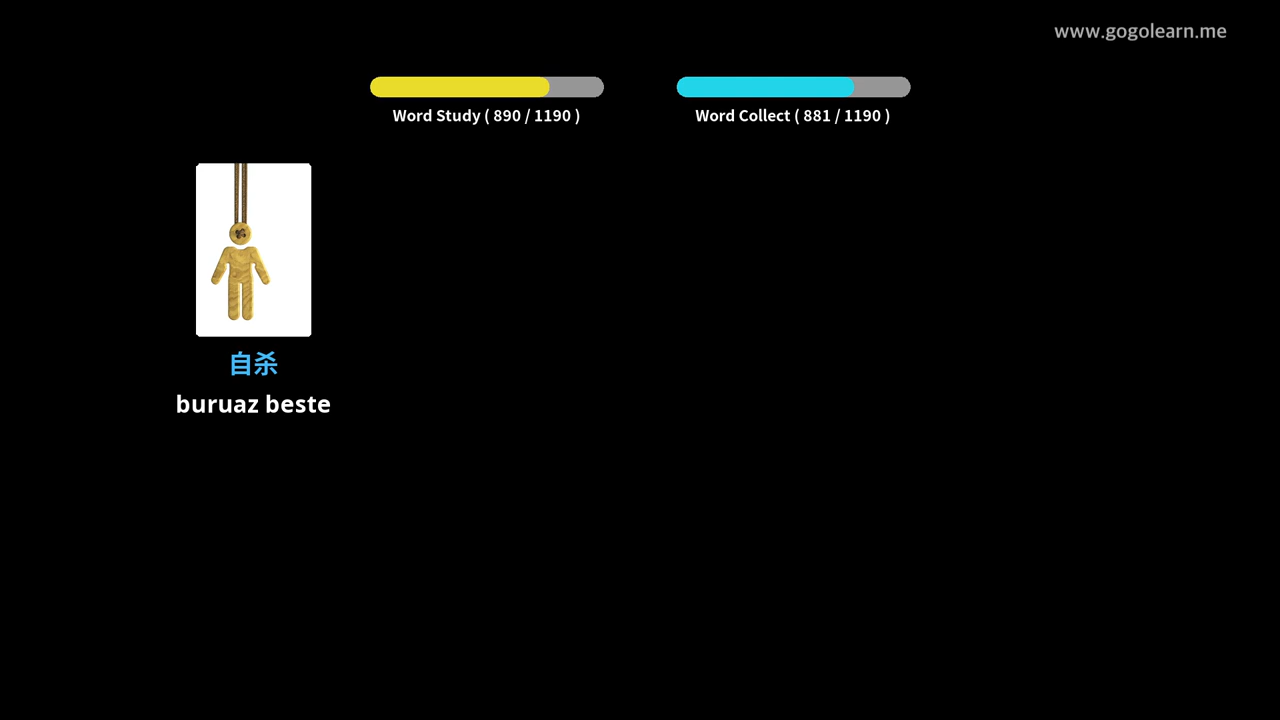 www.gogolearn.me
Word Study ( 890 / 1190 )
Word Collect ( 881 / 1190 )
自杀
buruaz beste